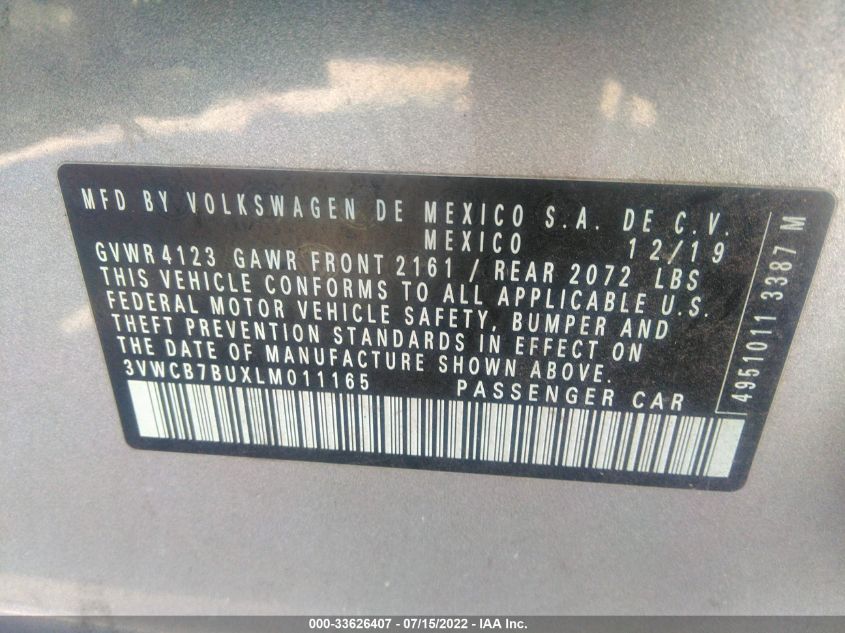 MFD BY VOLKSWAGEN DE MEXICO S.A. DE C.V.
MEXICO 12/19
GVWR 4123 GAWR FRONT 2161 / REAR 2072 LBS
THIS VEHICLE CONFORMS TO ALL APPLICABLE U.S.
FEDERAL MOTOR VEHICLE SAFETY, BUMPER AND
THEFT PREVENTION STANDARDS IN EFFECT ON
THE DATE OF MANUFACTURE SHOWN ABOVE.
3VWCB7BUXLM011165 PASSENGER CAR
4951011 3387 M
000-33626407 - 07/15/2022 - IAA Inc.